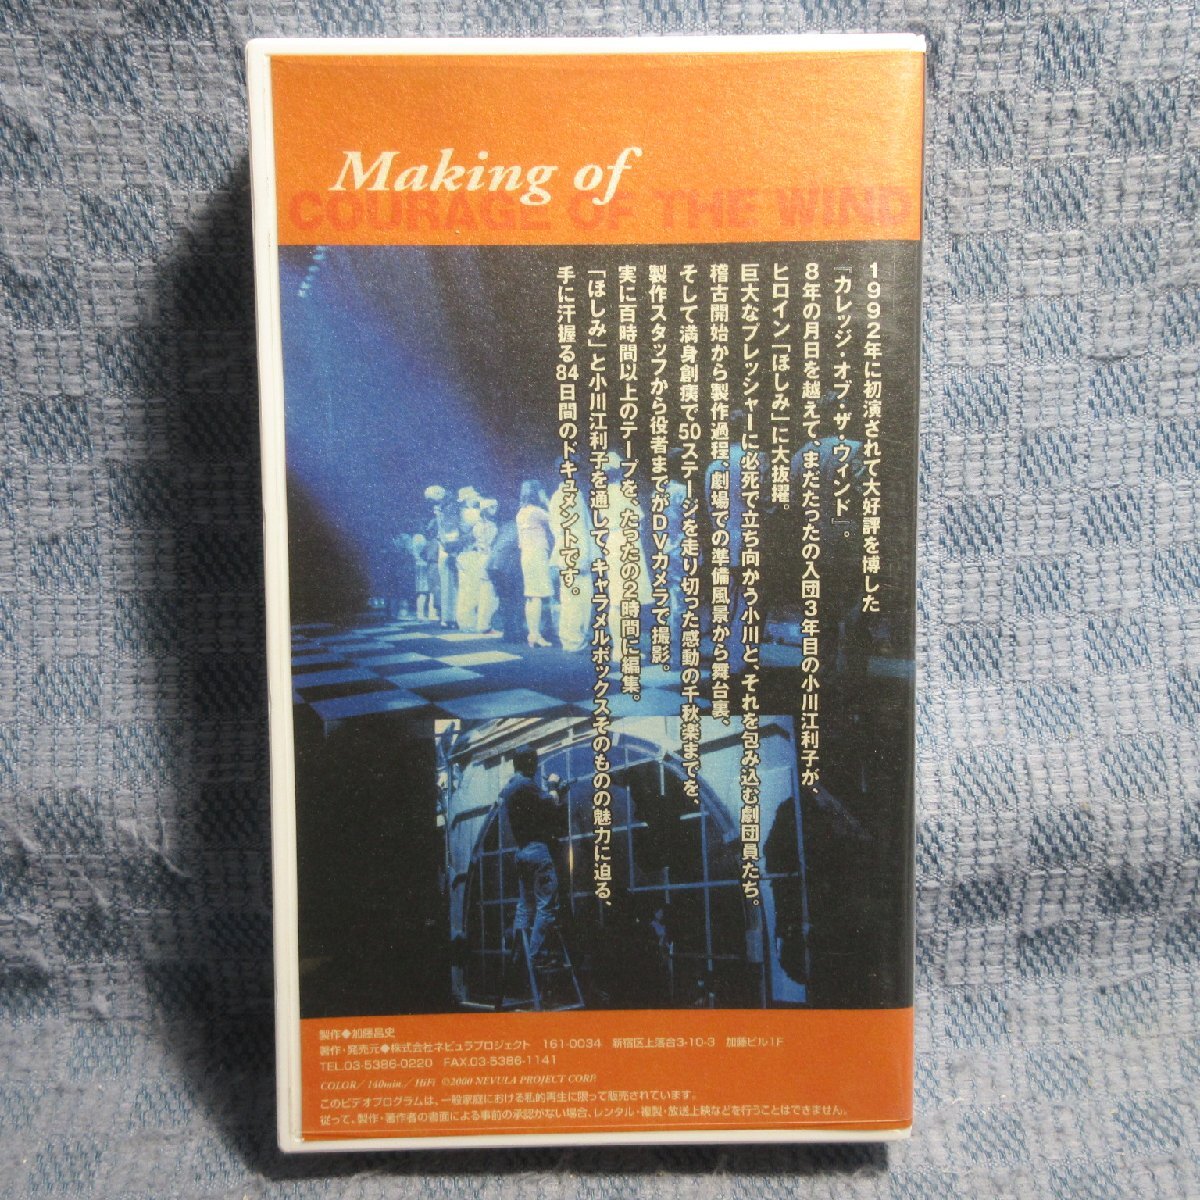 Making of
COURAGE OF THE WIND
1992年に初演されて大好評を博した
『カレッジ・オブ・ザ・ウィンド』。
8年の月日を越えて、まだたったの入団3年目の小川江利子が、
ヒロイン「ほしみ」に大抜擢。
巨大なプレッシャーに必死で立ち向かう小川と、それを包み込む劇団員たち。
稽古開始から製作過程、劇場での準備風景から舞台裏、
そして満身創痍で50ステージを走り切った感動の千秋楽までを、
製作スタッフから役者までがDVカメラで撮影。
実に百時間以上のテープを、たったの2時間に編集。
「ほしみ」と小川江利子を通して、キャラメルボックスそのものの魅力に迫る、
手に汗握る84日間のドキュメントです。
製作◆加藤昌史
著作・発売元◆株式会社ネビュラプロジェクト 161-0034 新宿区上落合3-10-3 加藤ビル1F
TEL.03-5386-0220 FAX.03-5386-1141
COLOR/140min./HiFi ©2000 NEVULA PROJECT CORP.
このビデオプログラムは、一般家庭における私的再生に限って販売されています。
従って、製作・著作者の書面による事前の承認がない場合、レンタル・複製・放送上映などを行うことはできません。